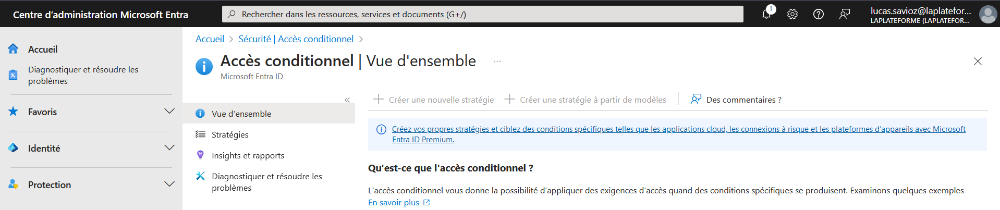 Centre d’administration Microsoft Entra
Rechercher dans les ressources, services et documents (G+/)
1
lucas.savioz@laplatefor...
LAPLATEFORME (LAPLATEFOR...
Accueil
Diagnostiquer et résoudre les
problèmes
Favoris
Identité
Protection
Accueil > Sécurité | Accès conditionnel >
Accès conditionnel | Vue d'ensemble ...
Microsoft Entra ID
«
Vue d'ensemble
Stratégies
Insights et rapports
Diagnostiquer et résoudre les
problèmes
+ Créer une nouvelle stratégie + Créer une stratégie à partir de modèles Des commentaires ?
Créez vos propres stratégies et ciblez des conditions spécifiques telles que les applications cloud, les connexions à risque et les plateformes d’appareils avec Microsoft
Entra ID Premium.
Qu'est-ce que l'accès conditionnel ?
L’accès conditionnel vous donne la possibilité d’appliquer des exigences d’accès quand des conditions spécifiques se produisent. Examinons quelques exemples
En savoir plus